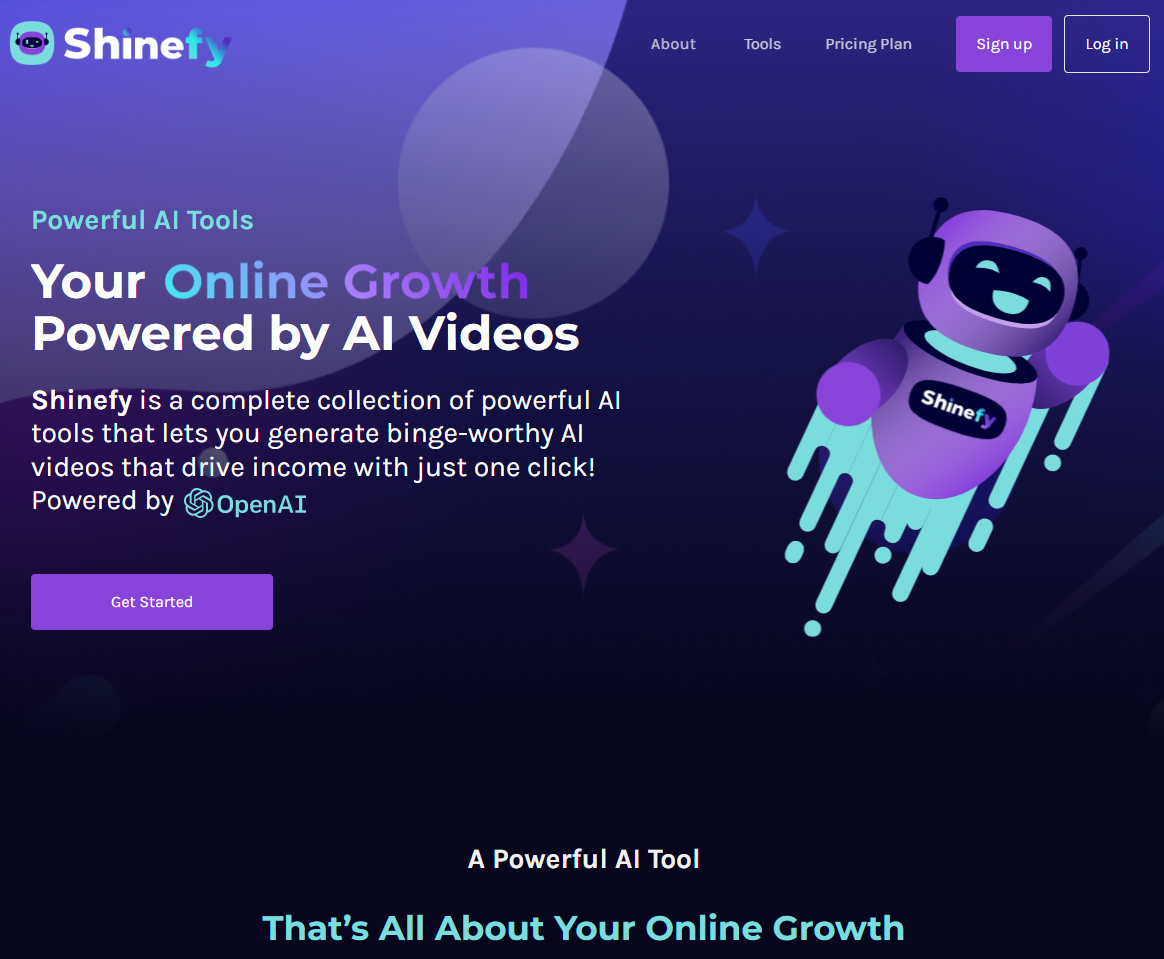 Shinefy
About
Tools
Pricing Plan
Sign up
Log in
Powerful AI Tools
Your Online Growth
Powered by AI Videos
Shinefy is a complete collection of powerful AI
tools that lets you generate binge-worthy AI
videos that drive income with just one click!
Powered by OpenAI
Shinefy
Get Started
A Powerful AI Tool
That’s All About Your Online Growth